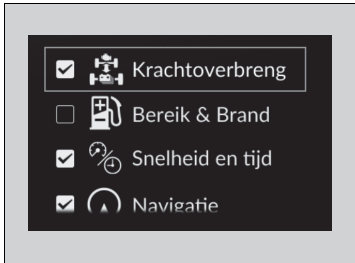 Krachtoverbreng
Bereik & Brand
Snelheid en tijd
Navigatie